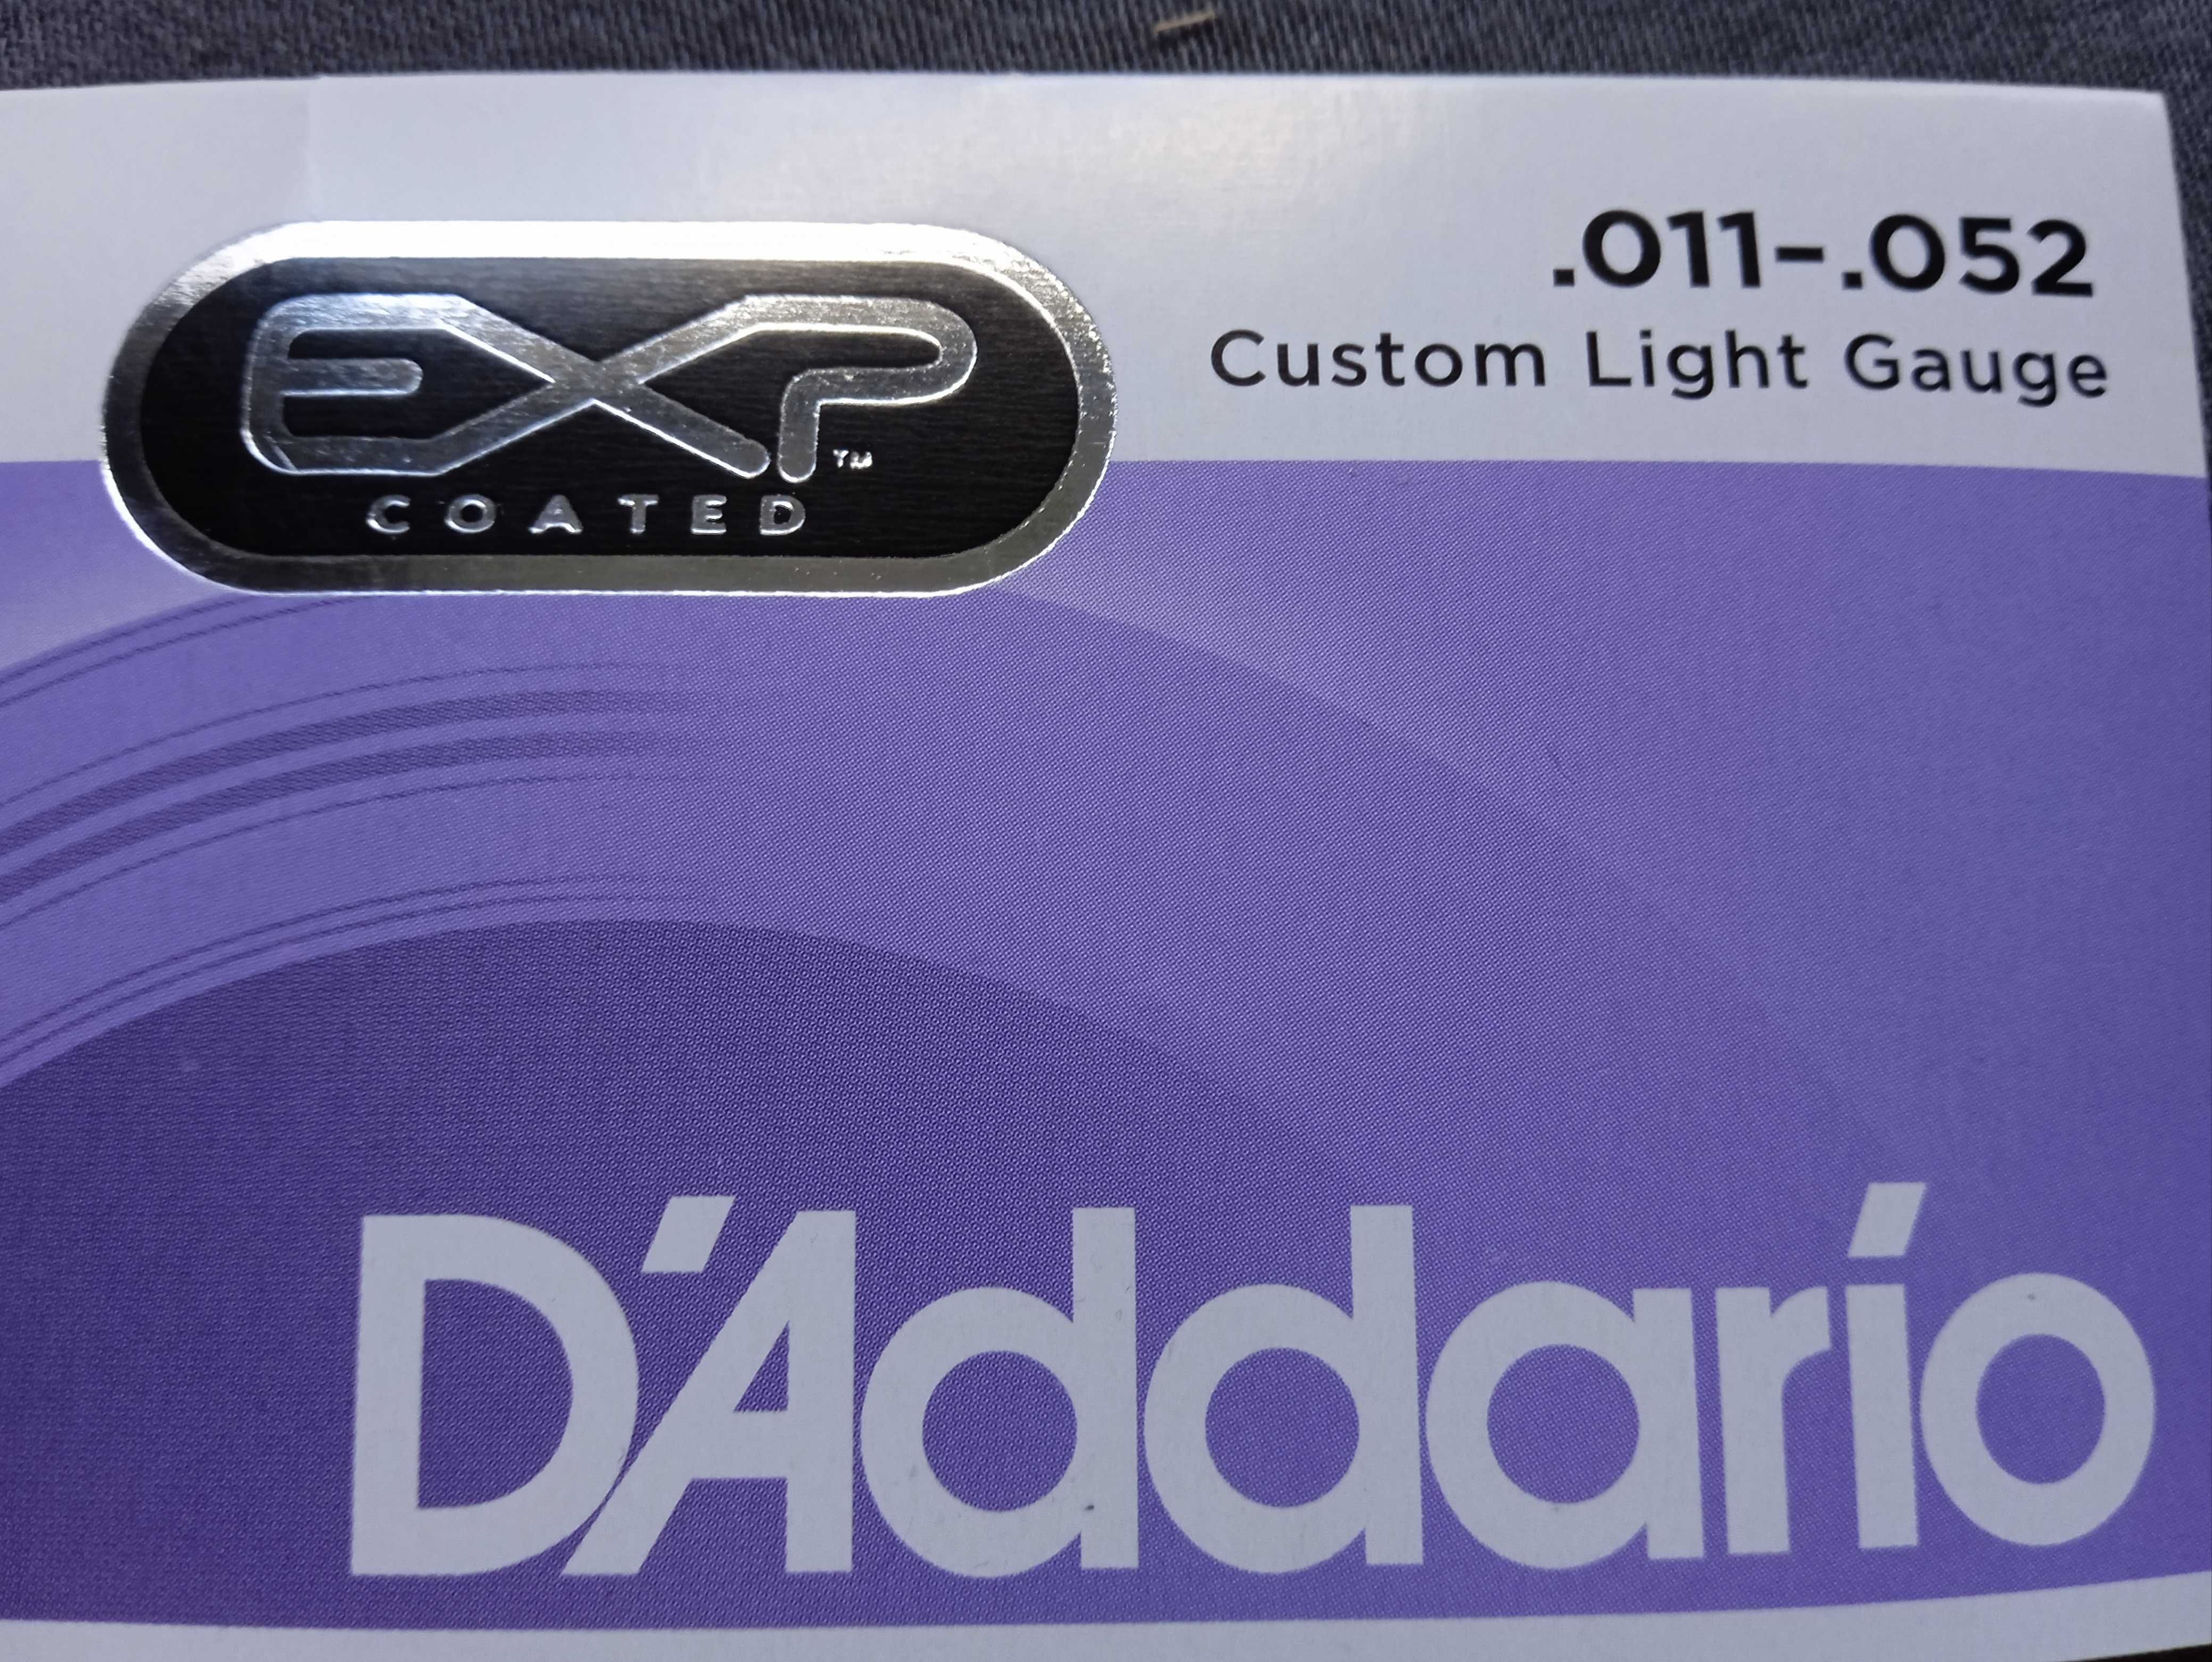 .011-.052
Custom Light Gauge
EXP™
COATED
D'Addario